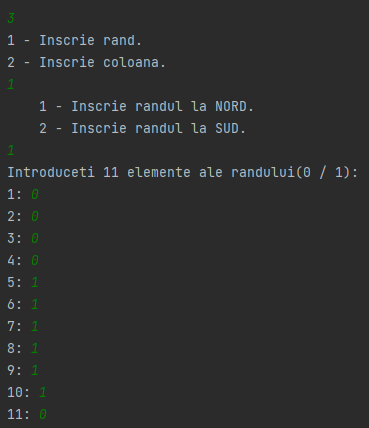 3
1 - Inscrie rand.
2 - Inscrie coloana.
1
1 - Inscrie randul la NORD.
2 - Inscrie randul la SUD.
1
Introduceti 11 elemente ale randului(0 / 1):
1: 0
2: 0
3: 0
4: 0
5: 1
6: 1
7: 1
8: 1
9: 1
10: 1
11: 0